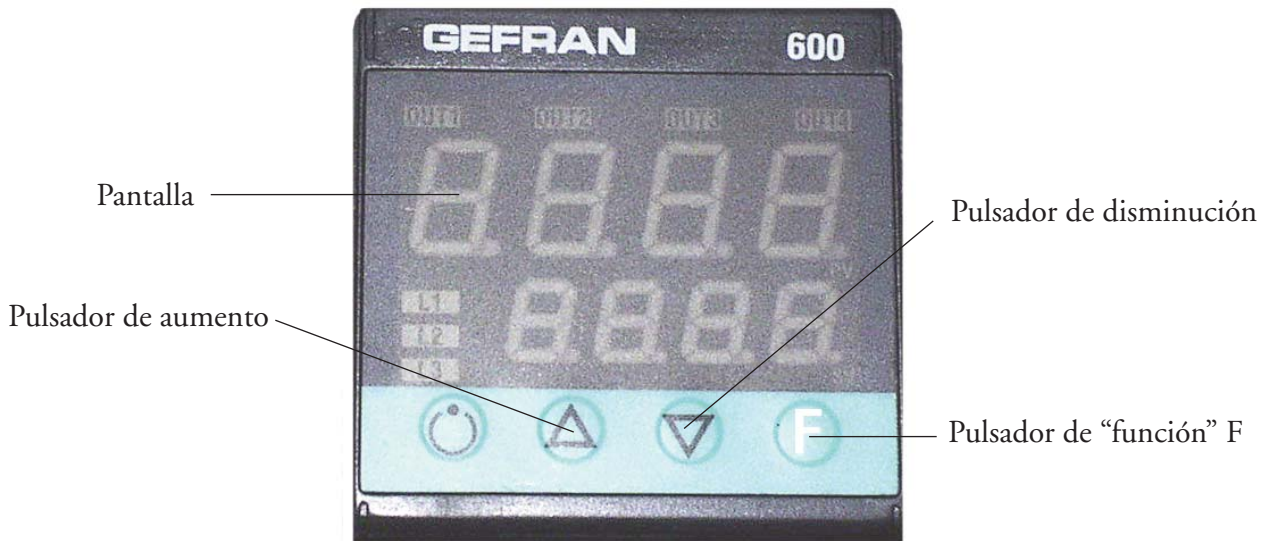 GEFRAN 600
OUT1 OUT2 OUT3 OUT4
Pantalla
Pulsador de disminución
PV
L1
Pulsador de aumento
L2
L3
F
Pulsador de “función” F